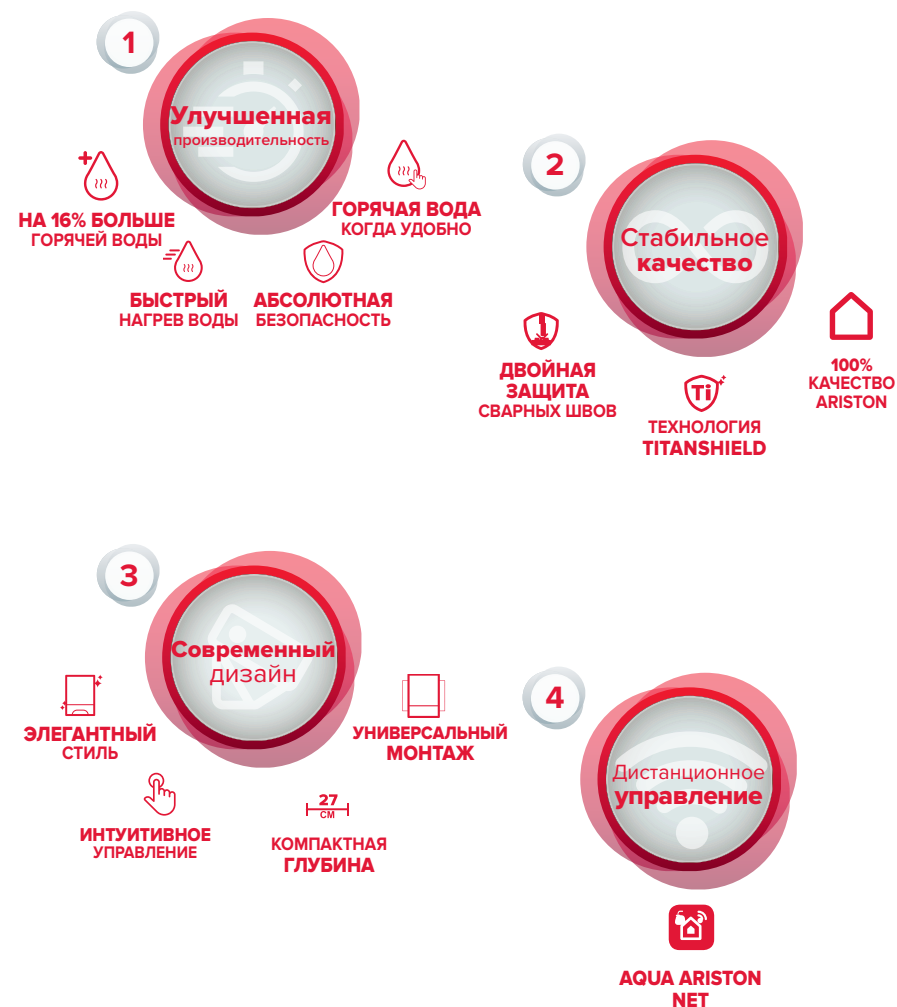 1
Улучшенная
производительность
НА 16% БОЛЬШЕ
ГОРЯЧЕЙ ВОДЫ
БЫСТРЫЙ
НАГРЕВ ВОДЫ
АБСОЛЮТНАЯ
БЕЗОПАСНОСТЬ
ГОРЯЧАЯ ВОДА
КОГДА УДОБНО
2
Стабильное
качество
ДВОЙНАЯ
ЗАЩИТА
СВАРНЫХ ШВОВ
Ti
ТЕХНОЛОГИЯ
TITANSHIELD
100%
КАЧЕСТВО
ARISTON
3
Современный
дизайн
ЭЛЕГАНТНЫЙ
СТИЛЬ
ИНТУИТИВНОЕ
УПРАВЛЕНИЕ
27
СМ
КОМПАКТНАЯ
ГЛУБИНА
УНИВЕРСАЛЬНЫЙ
МОНТАЖ
4
Дистанционное
управление
AQUA ARISTON
NET